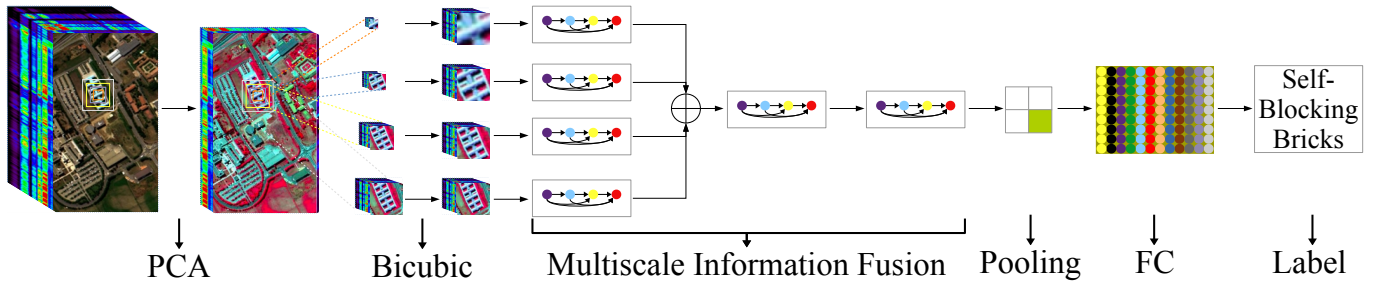 Self-
Blocking
Bricks
PCA
Bicubic
Multiscale Information Fusion
Pooling
FC
Label